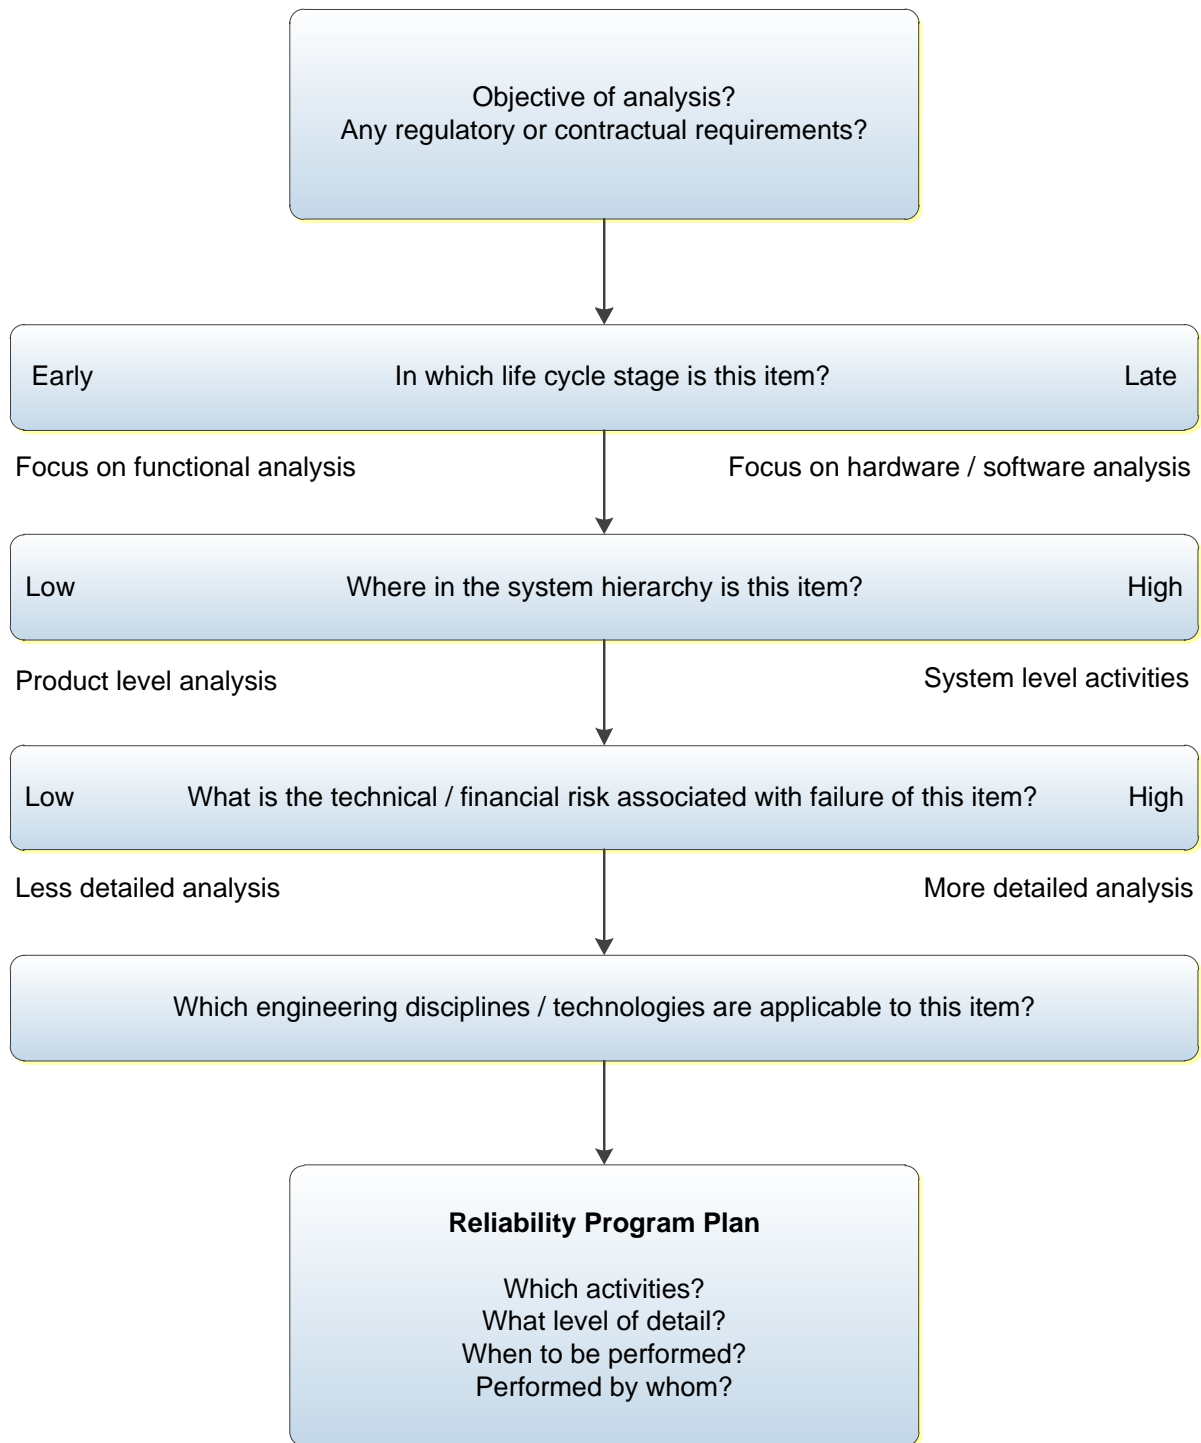 Objective of analysis?
Any regulatory or contractual requirements?
Early In which life cycle stage is this item? Late
Focus on functional analysis Focus on hardware / software analysis
Low Where in the system hierarchy is this item? High
Product level analysis System level activities
Low What is the technical / financial risk associated with failure of this item? High
Less detailed analysis More detailed analysis
Which engineering disciplines / technologies are applicable to this item?
Reliability Program Plan
Which activities?
What level of detail?
When to be performed?
Performed by whom?